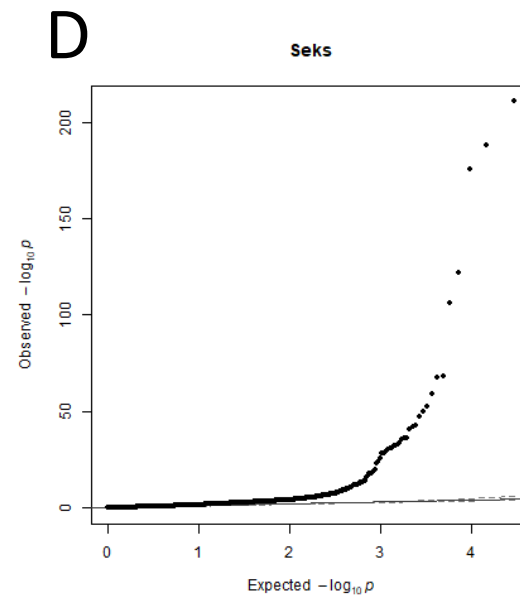 D
Seks
200
150
100
50
0
Observed −log₁₀ p
0 1 2 3 4
Expected −log₁₀ p